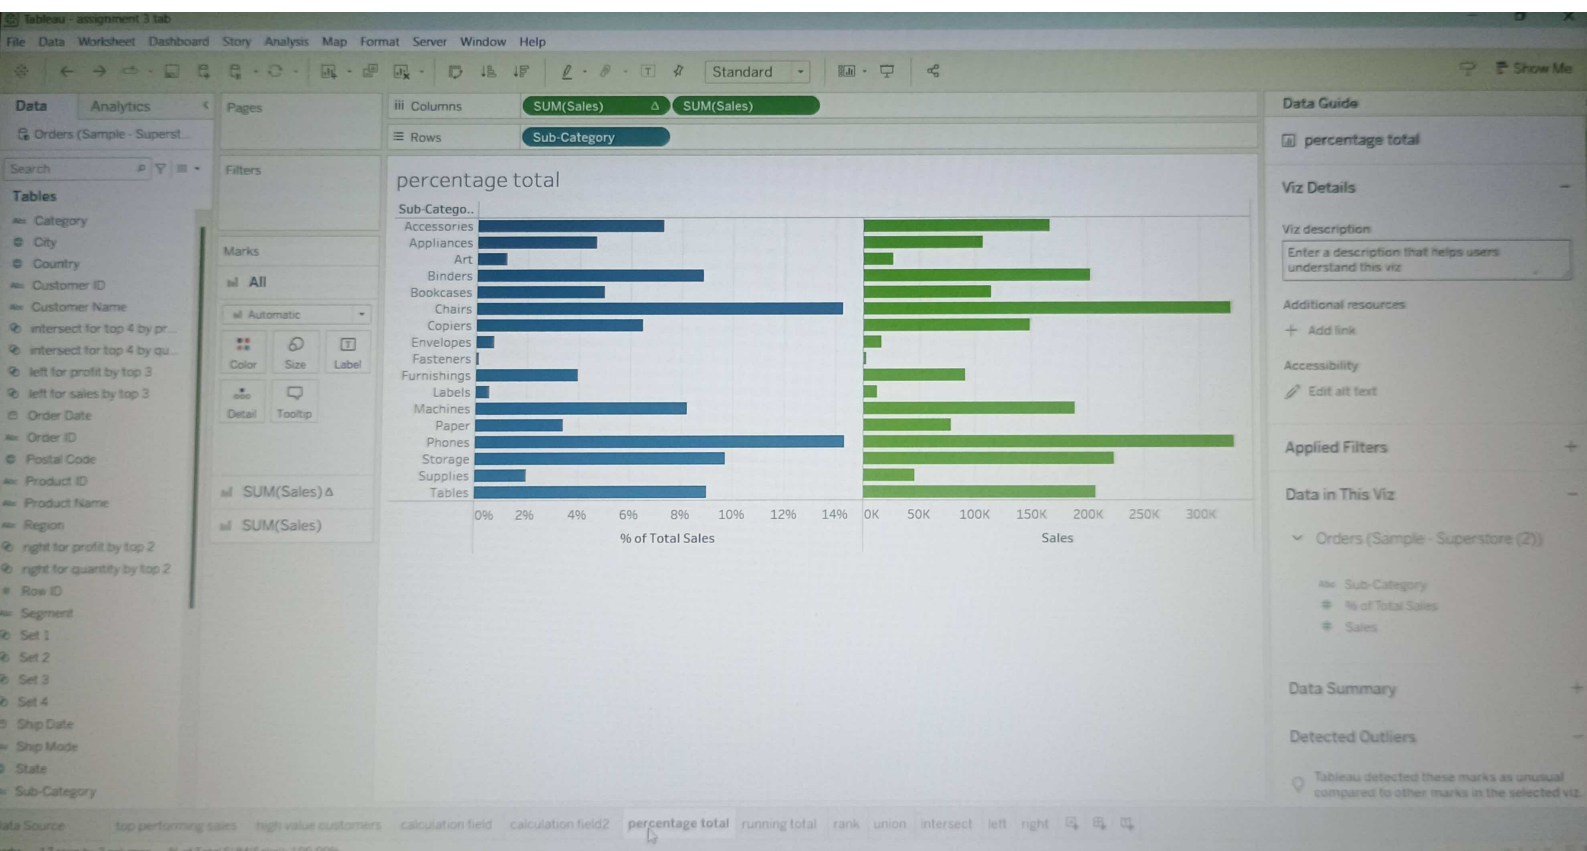 Tableau - assignment 3 tab
File Data Worksheet Dashboard Story Analysis Map Format Server Window Help
Standard
Show Me
Data Analytics
Orders (Sample - Superst...
Search
Tables
Abc Category
City
Country
Abc Customer ID
Abc Customer Name
intersect for top 4 by pr...
intersect for top 4 by qu...
left for profit by top 3
left for sales by top 3
Order Date
Abc Order ID
Postal Code
Abc Product ID
Abc Product Name
Abc Region
right for profit by top 2
right for quantity by top 2
# Row ID
Abc Segment
Set 1
Set 2
Set 3
Set 4
Ship Date
Ship Mode
State
Sub-Category
Pages
Filters
Marks
All
Automatic
Color Size Label
Detail Tooltip
SUM(Sales) Δ
SUM(Sales)
iii Columns SUM(Sales) Δ SUM(Sales)
Rows Sub-Category
percentage total
Sub-Catego..
Accessories
Appliances
Art
Binders
Bookcases
Chairs
Copiers
Envelopes
Fasteners
Furnishings
Labels
Machines
Paper
Phones
Storage
Supplies
Tables
0% 2% 4% 6% 8% 10% 12% 14% 0K 50K 100K 150K 200K 250K 300K
% of Total Sales Sales
Data Guide
percentage total
Viz Details
Viz description
Enter a description that helps users
understand this viz
Additional resources
+ Add link
Accessibility
Edit alt text
Applied Filters +
Data in This Viz
Orders (Sample - Superstore (2))
Abc Sub-Category
# % of Total Sales
# Sales
Data Summary +
Detected Outliers
Tableau detected these marks as unusual
compared to other marks in the selected viz.
Data Source top performing sales high value customers calculation field calculation field2 percentage total running total rank union intersect left right